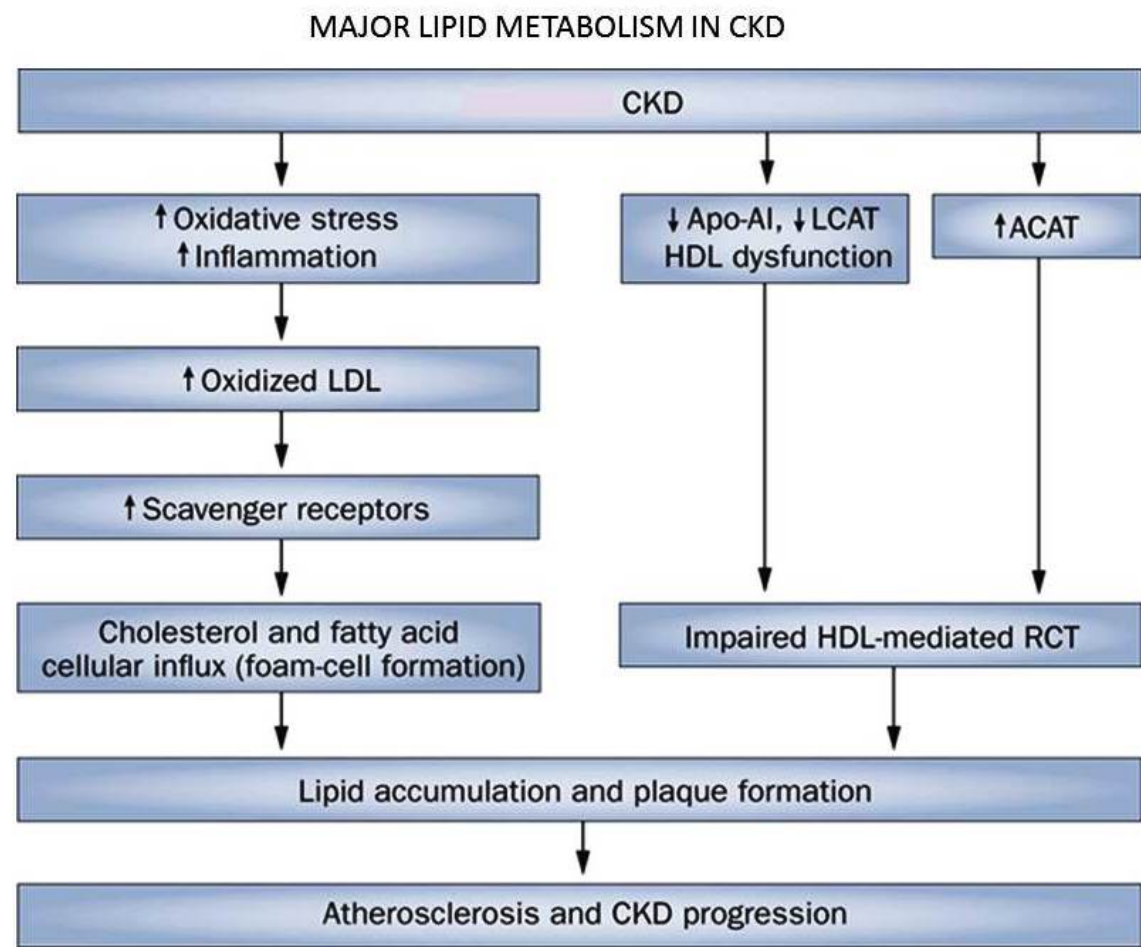 MAJOR LIPID METABOLISM IN CKD
CKD
↑Oxidative stress
↑Inflammation
↓Apo-AI, ↓LCAT
HDL dysfunction
↑ACAT
↑Oxidized LDL
↑Scavenger receptors
Cholesterol and fatty acid
cellular influx (foam-cell formation)
Impaired HDL-mediated RCT
Lipid accumulation and plaque formation
Atherosclerosis and CKD progression